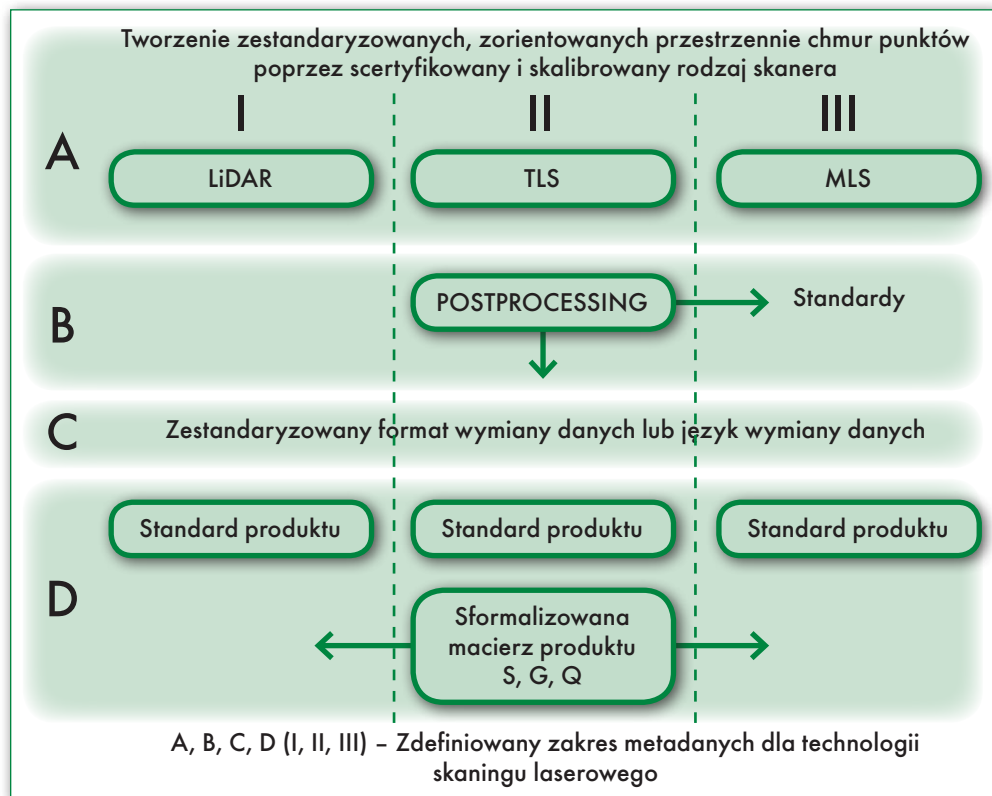 Tworzenie zestandaryzowanych, zorientowanych przestrzennie chmur punktów
poprzez scertyfikowany i skalibrowany rodzaj skanera
I II III
A
LiDAR TLS MLS
B
POSTPROCESSING Standardy
C
Zestandaryzowany format wymiany danych lub język wymiany danych
Standard produktu Standard produktu Standard produktu
D
Sformalizowana
macierz produktu
S, G, Q
A, B, C, D (I, II, III) – Zdefiniowany zakres metadanych dla technologii
skaningu laserowego